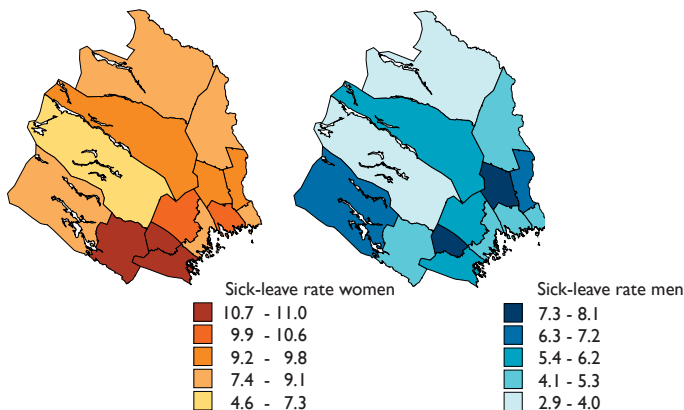 Sick-leave rate women
10.7 - 11.0
9.9 - 10.6
9.2 - 9.8
7.4 - 9.1
4.6 - 7.3
Sick-leave rate men
7.3 - 8.1
6.3 - 7.2
5.4 - 6.2
4.1 - 5.3
2.9 - 4.0